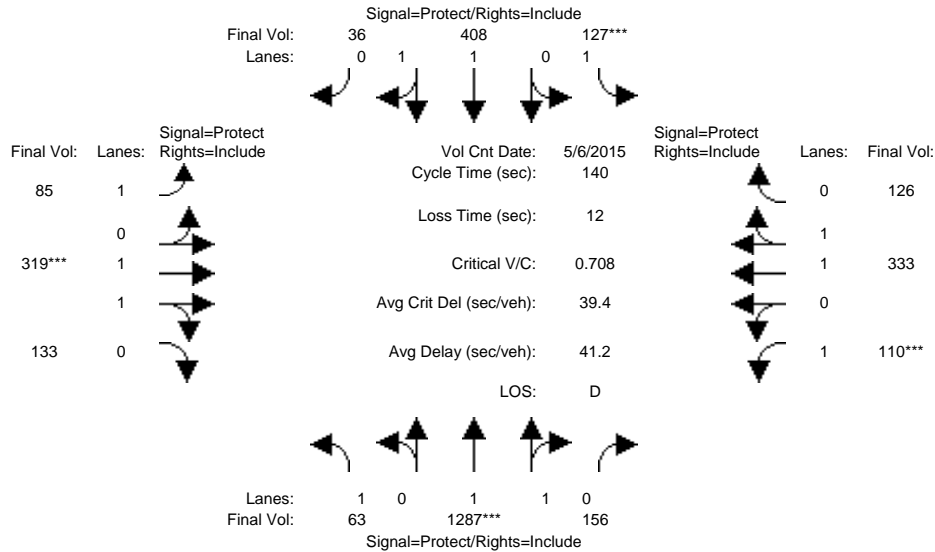 Signal=Protect/Rights=Include
Final Vol: 36 408 127***
Lanes: 0 1 1 0 1
Signal=Protect Signal=Protect
Final Vol: Lanes: Rights=Include Vol Cnt Date: 5/6/2015 Rights=Include Lanes: Final Vol:
Cycle Time (sec): 140
85 1 0 126
Loss Time (sec): 12
0 1
319*** 1 Critical V/C: 0.708 1 333
1 Avg Crit Del (sec/veh): 39.4 0
133 0 Avg Delay (sec/veh): 41.2 1 110***
LOS: D
Lanes: 1 0 1 1 0
Final Vol: 63 1287*** 156
Signal=Protect/Rights=Include